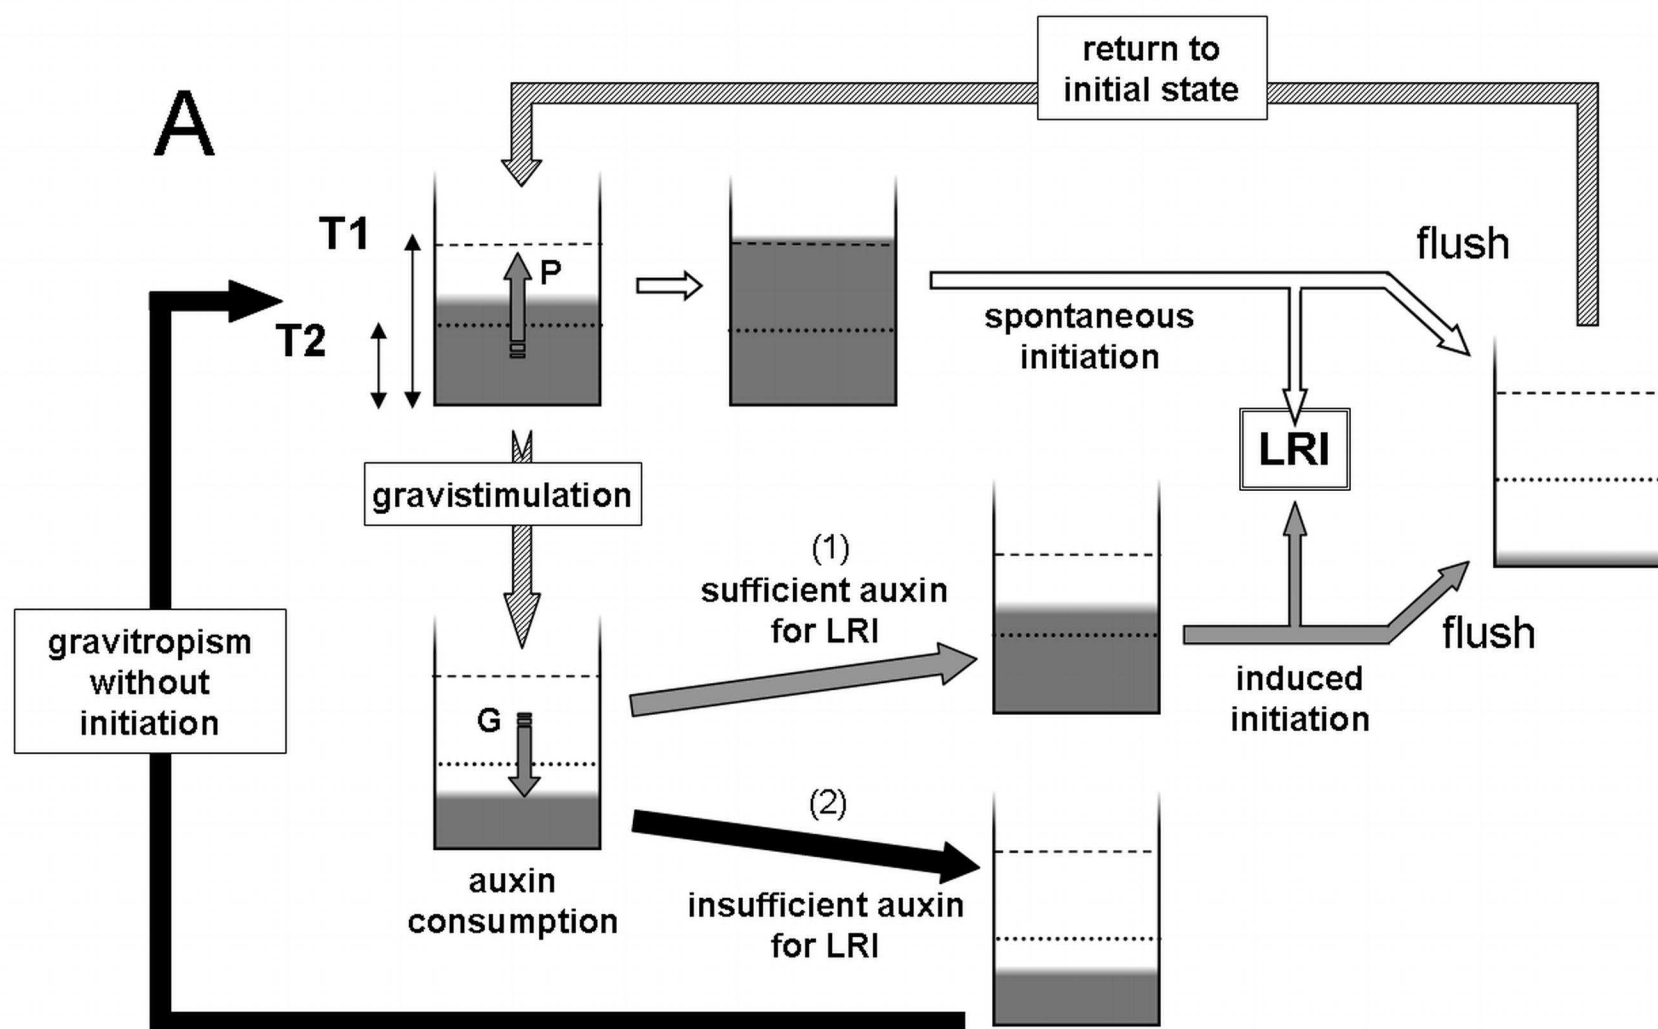 return to
initial state
A
T1
P
flush
T2
spontaneous
initiation
LRI
gravistimulation
(1)
sufficient auxin
for LRI
gravitropism
without
initiation
flush
induced
initiation
G
(2)
auxin
consumption
insufficient auxin
for LRI